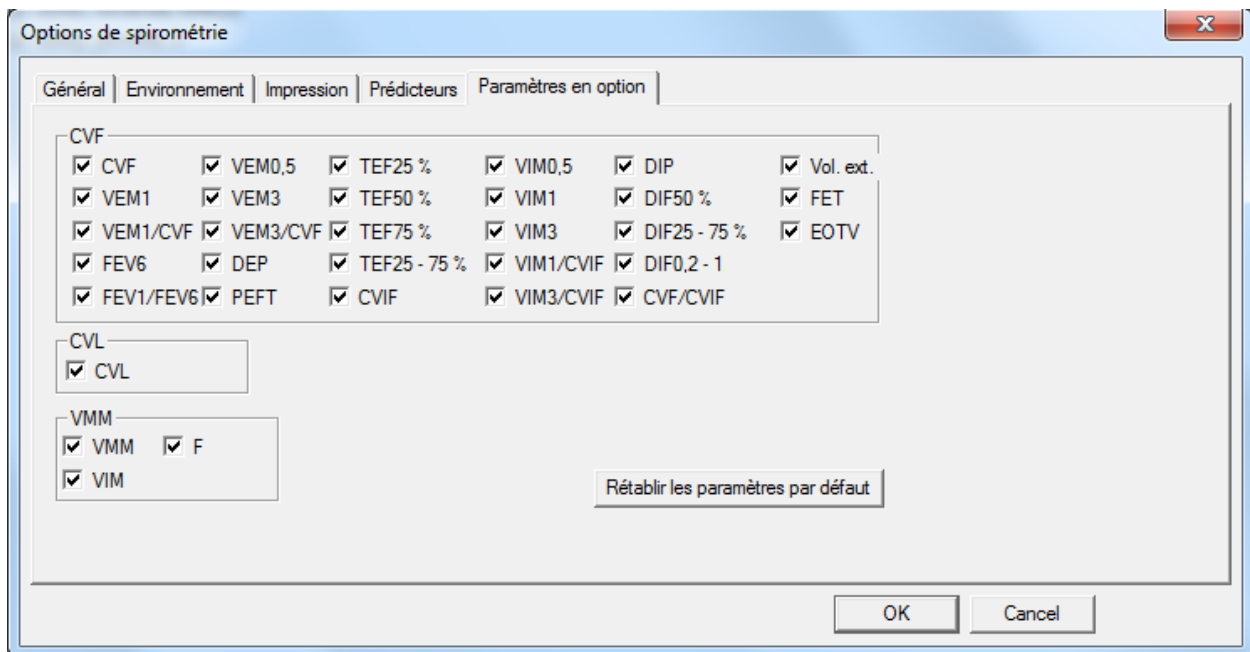 Options de spirométrie
Général Environnement Impression Prédicteurs Paramètres en option
CVF
CVF VEM0,5 TEF25 % VIM0,5 DIP Vol. ext.
VEM1 VEM3 TEF50 % VIM1 DIF50 % FET
VEM1/CVF VEM3/CVF TEF75 % VIM3 DIF25 - 75 % EOTV
FEV6 DEP TEF25 - 75 % VIM1/CVIF DIF0,2 - 1
FEV1/FEV6 PEFT CVIF VIM3/CVIF CVF/CVIF
CVL
CVL
VMM
VMM F
VIM
Rétablir les paramètres par défaut
OK Cancel